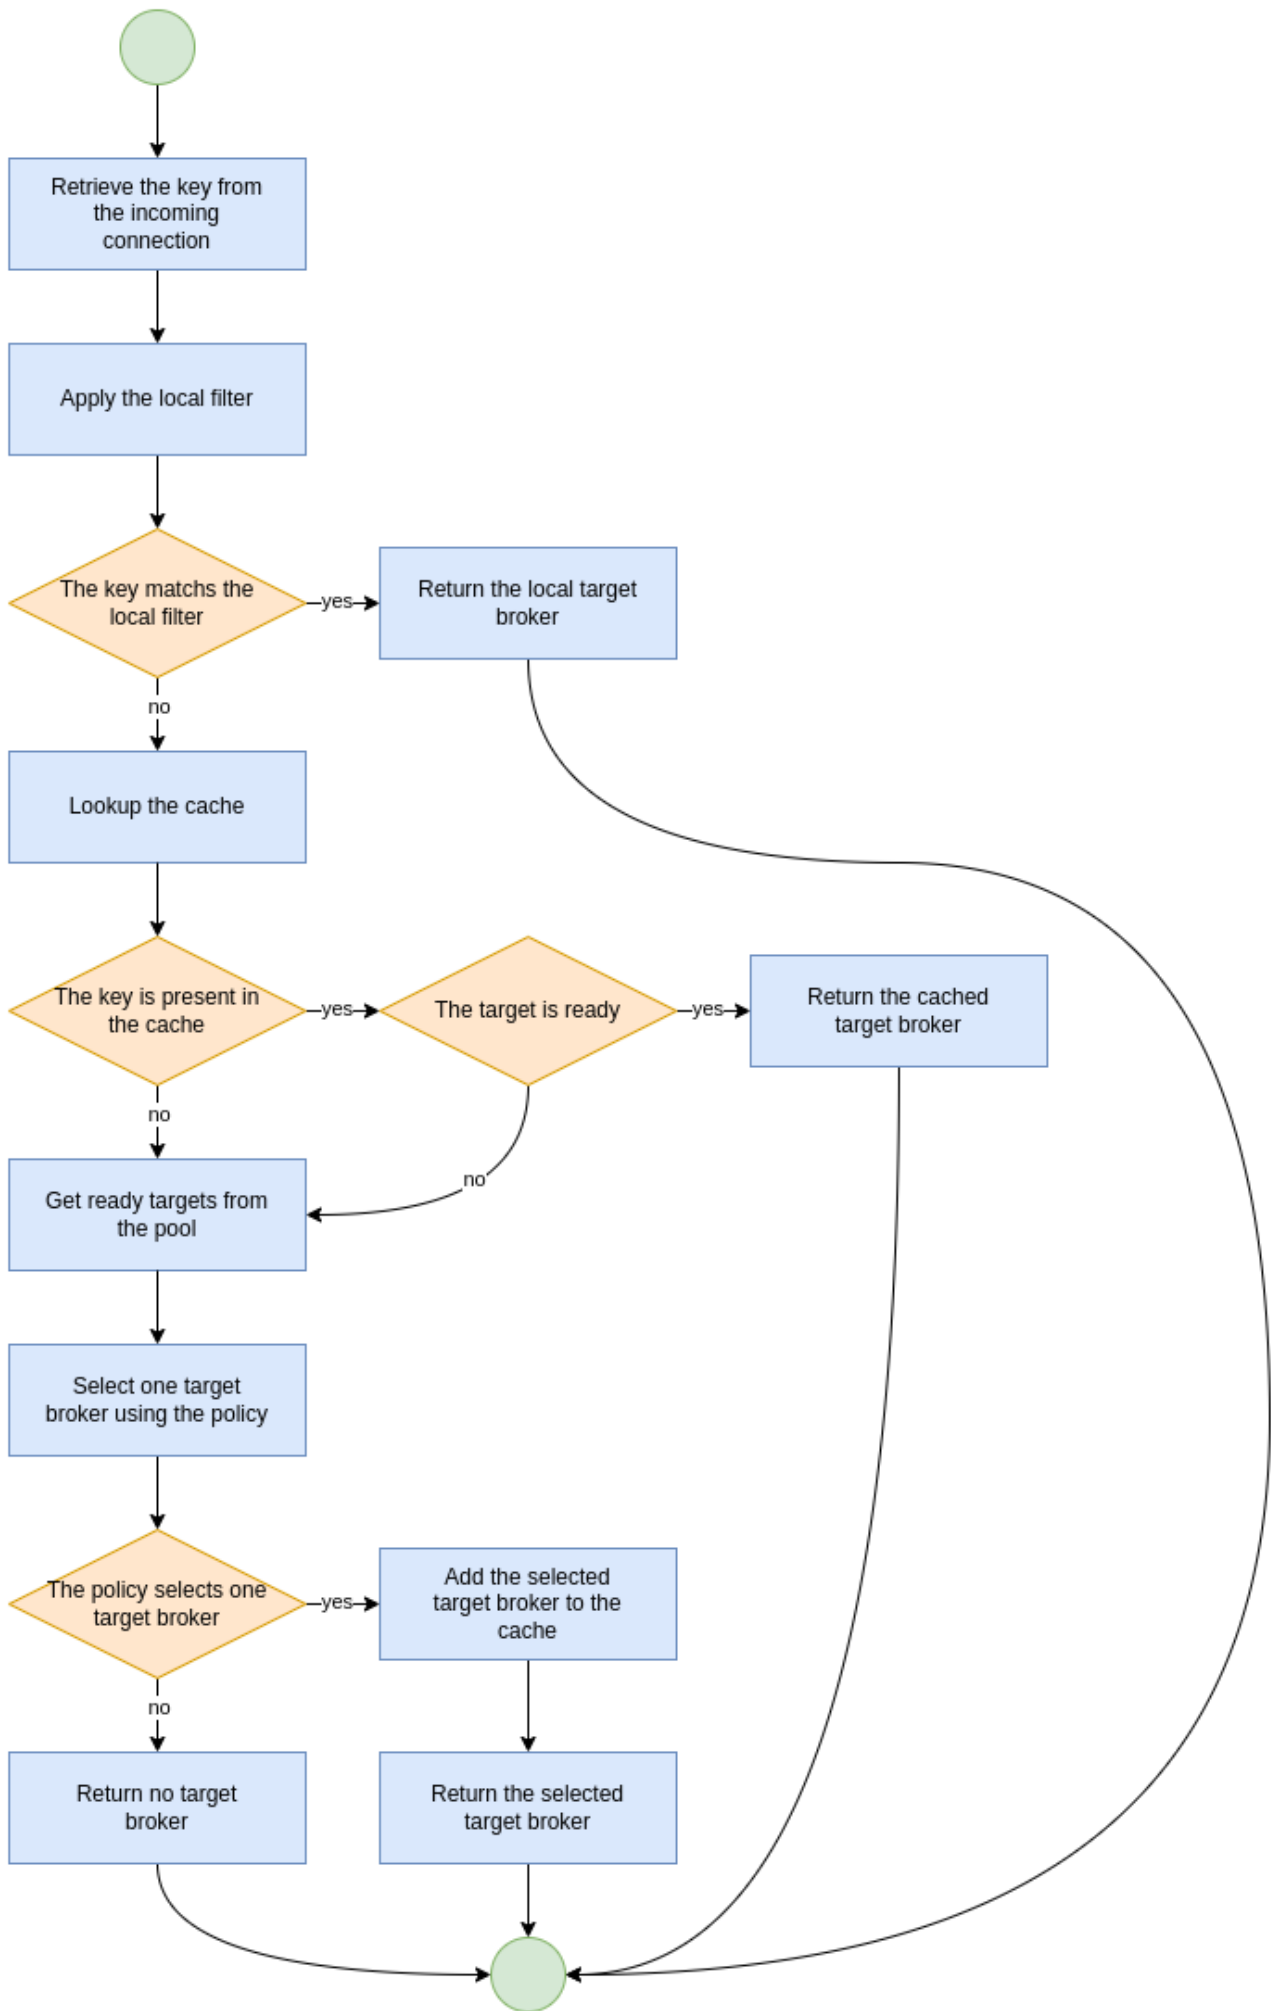 Retrieve the key from
the incoming
connection
Apply the local filter
The key matchs the
local filter
yes
Return the local target
broker
no
Lookup the cache
The key is present in
the cache
yes
The target is ready
yes
Return the cached
target broker
no
no
Get ready targets from
the pool
Select one target
broker using the policy
The policy selects one
target broker
yes
Add the selected
target broker to the
cache
no
Return no target
broker
Return the selected
target broker